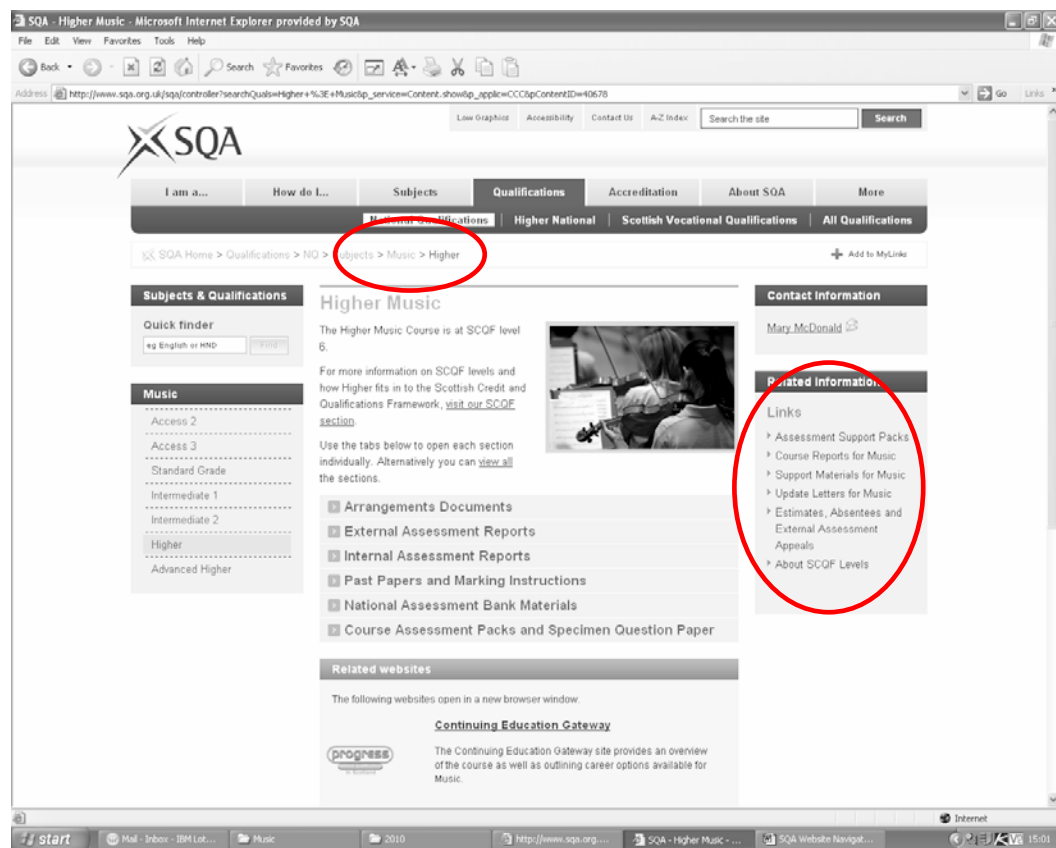 SQA - Higher Music - Microsoft Internet Explorer provided by SQA
File Edit View Favorites Tools Help
Back Search Favorites
Address http://www.sqa.org.uk/sqa/controller?searchQuals=Higher+%3E+Music&p_service=Content.show&p_applic=CCC&pContentID=40678 Go Links
Low Graphics Accessibility Contact Us A-Z Index Search the site Search
SQA
I am a... How do I... Subjects Qualifications Accreditation About SQA More
National Qualifications | Higher National | Scottish Vocational Qualifications | All Qualifications
SQA Home > Qualifications > NQ > Subjects > Music > Higher Add to MyLinks
Subjects & Qualifications
Quick finder
eg English or HND Find
Music
Access 2
Access 3
Standard Grade
Intermediate 1
Intermediate 2
Higher
Advanced Higher
Higher Music
The Higher Music Course is at SCQF level
6.
For more information on SCQF levels and
how Higher fits in to the Scottish Credit and
Qualifications Framework, visit our SCQF
section.
Use the tabs below to open each section
individually. Alternatively you can view all
the sections.
Arrangements Documents
External Assessment Reports
Internal Assessment Reports
Past Papers and Marking Instructions
National Assessment Bank Materials
Course Assessment Packs and Specimen Question Paper
Related websites
The following websites open in a new browser window.
Continuing Education Gateway
progress
in Scotland
The Continuing Education Gateway site provides an overview
of the course as well as outlining career options available for
Music.
Contact Information
Mary McDonald
Related Information
Links
Assessment Support Packs
Course Reports for Music
Support Materials for Music
Update Letters for Music
Estimates, Absentees and
External Assessment
Appeals
About SCQF Levels
Internet
start Mail - Inbox - IBM Lot... Music 2010 http://www.sqa.org.... SQA - Higher Music - ... SQA Website Navigat... 15:01